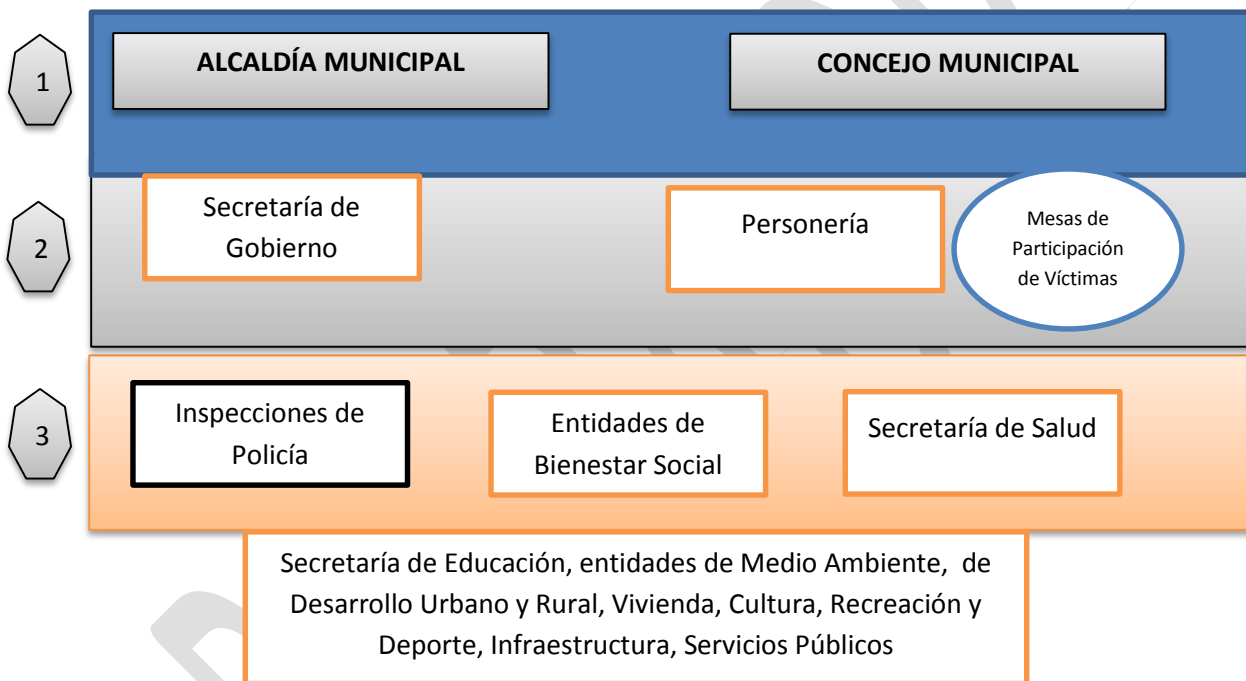 1
ALCALDÍA MUNICIPAL
CONCEJO MUNICIPAL
2
Secretaría de
Gobierno
Personería
Mesas de
Participación
de Víctimas
3
Inspecciones de
Policía
Entidades de
Bienestar Social
Secretaría de Salud
Secretaría de Educación, entidades de Medio Ambiente, de
Desarrollo Urbano y Rural, Vivienda, Cultura, Recreación y
Deporte, Infraestructura, Servicios Públicos